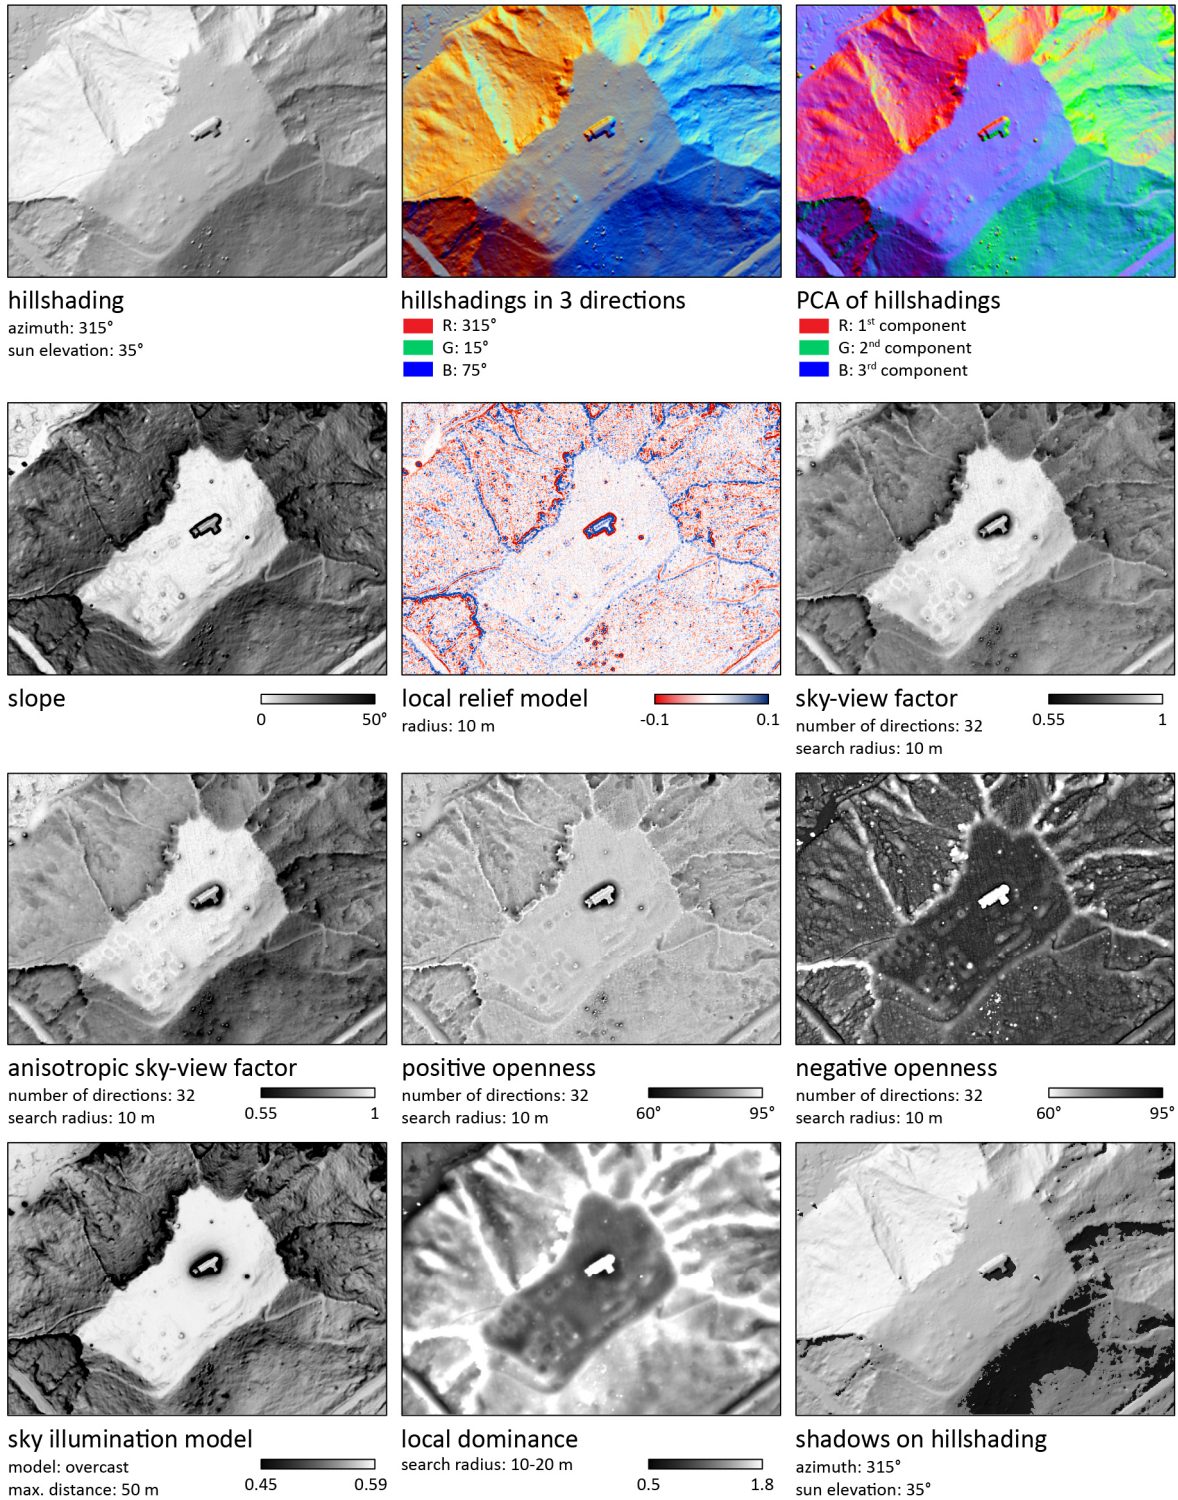 hillshading
azimuth: 315°
sun elevation: 35°
hillshadings in 3 directions
R: 315°
G: 15°
B: 75°
PCA of hillshadings
R: 1st component
G: 2nd component
B: 3rd component
slope
0 50°
local relief model
radius: 10 m
-0.1 0.1
sky-view factor
number of directions: 32
search radius: 10 m
0.55 1
anisotropic sky-view factor
number of directions: 32
search radius: 10 m
0.55 1
positive openness
number of directions: 32
search radius: 10 m
60° 95°
negative openness
number of directions: 32
search radius: 10 m
60° 95°
sky illumination model
model: overcast
max. distance: 50 m
0.45 0.59
local dominance
search radius: 10-20 m
0.5 1.8
shadows on hillshading
azimuth: 315°
sun elevation: 35°